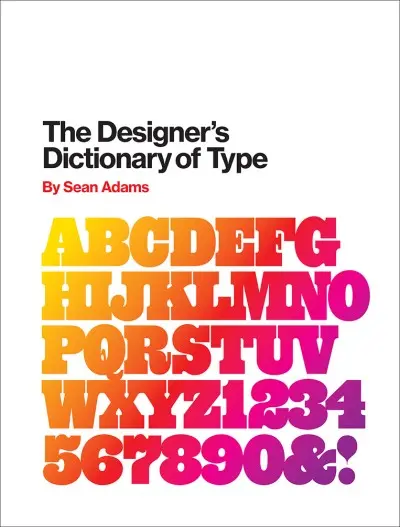 The Designer’s
Dictionary of Type
By Sean Adams
ABCDEFG
HIJKLMNO
PQRSTUV
WXYZ1234
567890&!